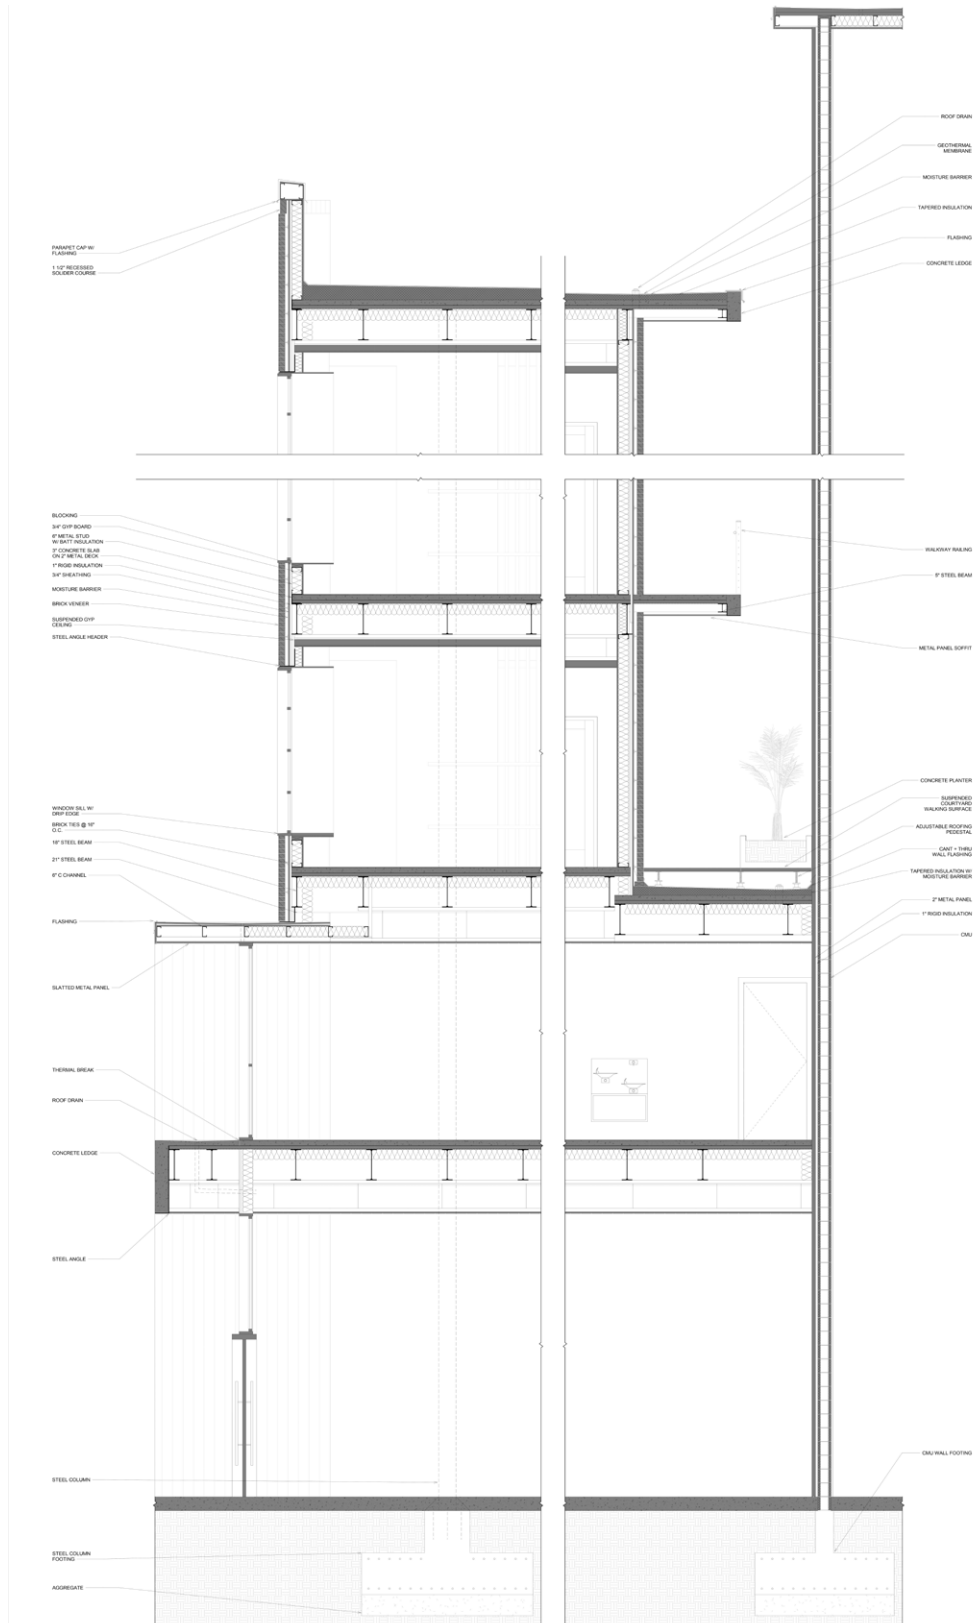 PARAPET CAP W/
FLASHING
1 1/2" RECESSED
SOLIDER COURSE
BLOCKING
3/4" GYP BOARD
6" METAL STUD
W/ BATT INSULATION
3" CONCRETE SLAB
ON 2" METAL DECK
1" RIGID INSULATION
3/4" SHEATHING
MOISTURE BARRIER
BRICK VENEER
SUSPENDED GYP
CEILING
STEEL ANGLE HEADER
WINDOW SILL W/
DRIP EDGE
BRICK TIES @ 16"
O.C.
18" STEEL BEAM
21" STEEL BEAM
6" C CHANNEL
FLASHING
SLATTED METAL PANEL
THERMAL BREAK
ROOF DRAIN
CONCRETE LEDGE
STEEL ANGLE
STEEL COLUMN
STEEL COLUMN
FOOTING
AGGREGATE
ROOF DRAIN
GEOTHERMAL
MEMBRANE
MOISTURE BARRIER
TAPERED INSULATION
FLASHING
CONCRETE LEDGE
WALKWAY RAILING
5" STEEL BEAM
METAL PANEL SOFFIT
CONCRETE PLANTER
SUSPENDED
COURTYARD
WALKING SURFACE
ADJUSTABLE ROOFING
PEDESTAL
CANT + THRU
WALL FLASHING
TAPERED INSULATION W/
MOISTURE BARRIER
2" METAL PANEL
1" RIGID INSULATION
CMU
CMU WALL FOOTING